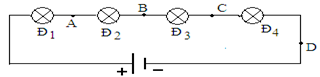 A B C
Đ1 Đ2 Đ3 Đ4
D
+ −